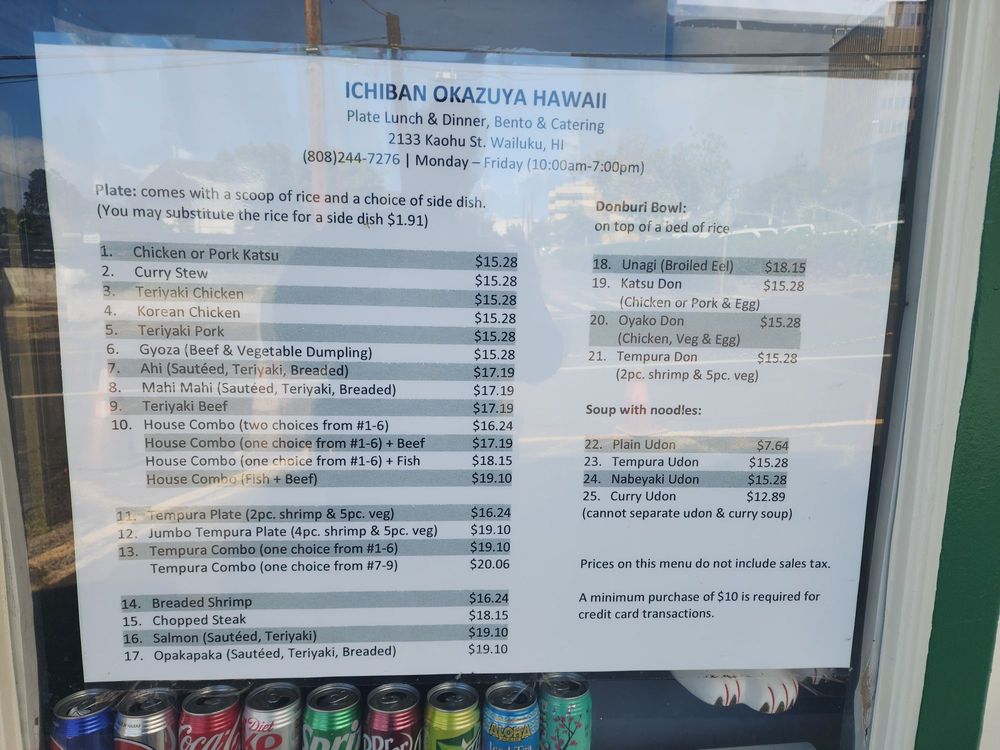 ICHIBAN OKAZUYA HAWAII
Plate Lunch & Dinner, Bento & Catering
2133 Kaohu St. Wailuku, HI
(808)244-7276 | Monday – Friday (10:00am-7:00pm)
Plate: comes with a scoop of rice and a choice of side dish.
(You may substitute the rice for a side dish $1.91)
1. Chicken or Pork Katsu $15.28
2. Curry Stew $15.28
3. Teriyaki Chicken $15.28
4. Korean Chicken $15.28
5. Teriyaki Pork $15.28
6. Gyoza (Beef & Vegetable Dumpling) $15.28
7. Ahi (Sautéed, Teriyaki, Breaded) $17.19
8. Mahi Mahi (Sautéed, Teriyaki, Breaded) $17.19
9. Teriyaki Beef $17.19
10. House Combo (two choices from #1-6) $16.24
House Combo (one choice from #1-6) + Beef $17.19
House Combo (one choice from #1-6) + Fish $18.15
House Combo (Fish + Beef) $19.10
11. Tempura Plate (2pc. shrimp & 5pc. veg) $16.24
12. Jumbo Tempura Plate (4pc. shrimp & 5pc. veg) $19.10
13. Tempura Combo (one choice from #1-6) $19.10
Tempura Combo (one choice from #7-9) $20.06
14. Breaded Shrimp $16.24
15. Chopped Steak $18.15
16. Salmon (Sautéed, Teriyaki) $19.10
17. Opakapaka (Sautéed, Teriyaki, Breaded) $19.10
Donburi Bowl:
on top of a bed of rice
18. Unagi (Broiled Eel) $18.15
19. Katsu Don $15.28
(Chicken or Pork & Egg)
20. Oyako Don $15.28
(Chicken, Veg & Egg)
21. Tempura Don $15.28
(2pc. shrimp & 5pc. veg)
Soup with noodles:
22. Plain Udon $7.64
23. Tempura Udon $15.28
24. Nabeyaki Udon $15.28
25. Curry Udon $12.89
(cannot separate udon & curry soup)
Prices on this menu do not include sales tax.
A minimum purchase of $10 is required for
credit card transactions.
Diet
ALOHA